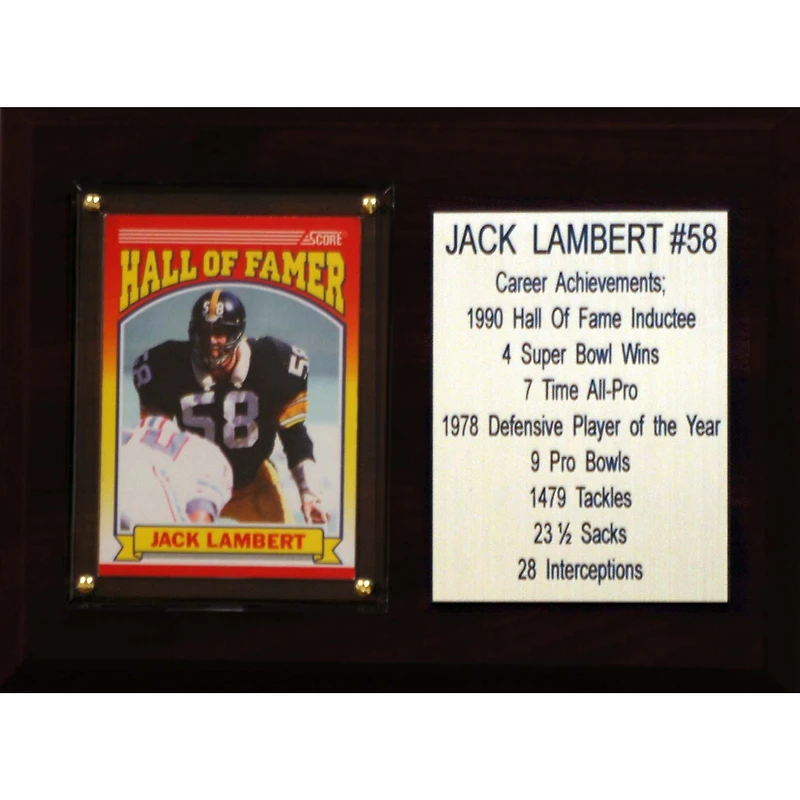 SCORE
HALL OF FAMER
58
58
58
58
JACK LAMBERT
JACK LAMBERT #58
Career Achievements;
1990 Hall Of Fame Inductee
4 Super Bowl Wins
7 Time All-Pro
1978 Defensive Player of the Year
9 Pro Bowls
1479 Tackles
23 ½ Sacks
28 Interceptions